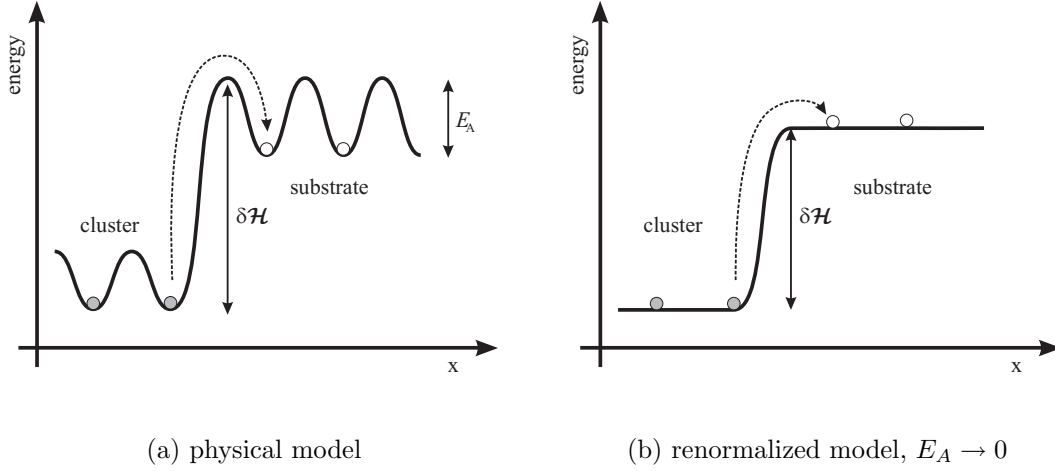 energy
cluster
substrate
δℋ
E_A
x
(a) physical model
energy
cluster
substrate
δℋ
x
(b) renormalized model, E_A → 0